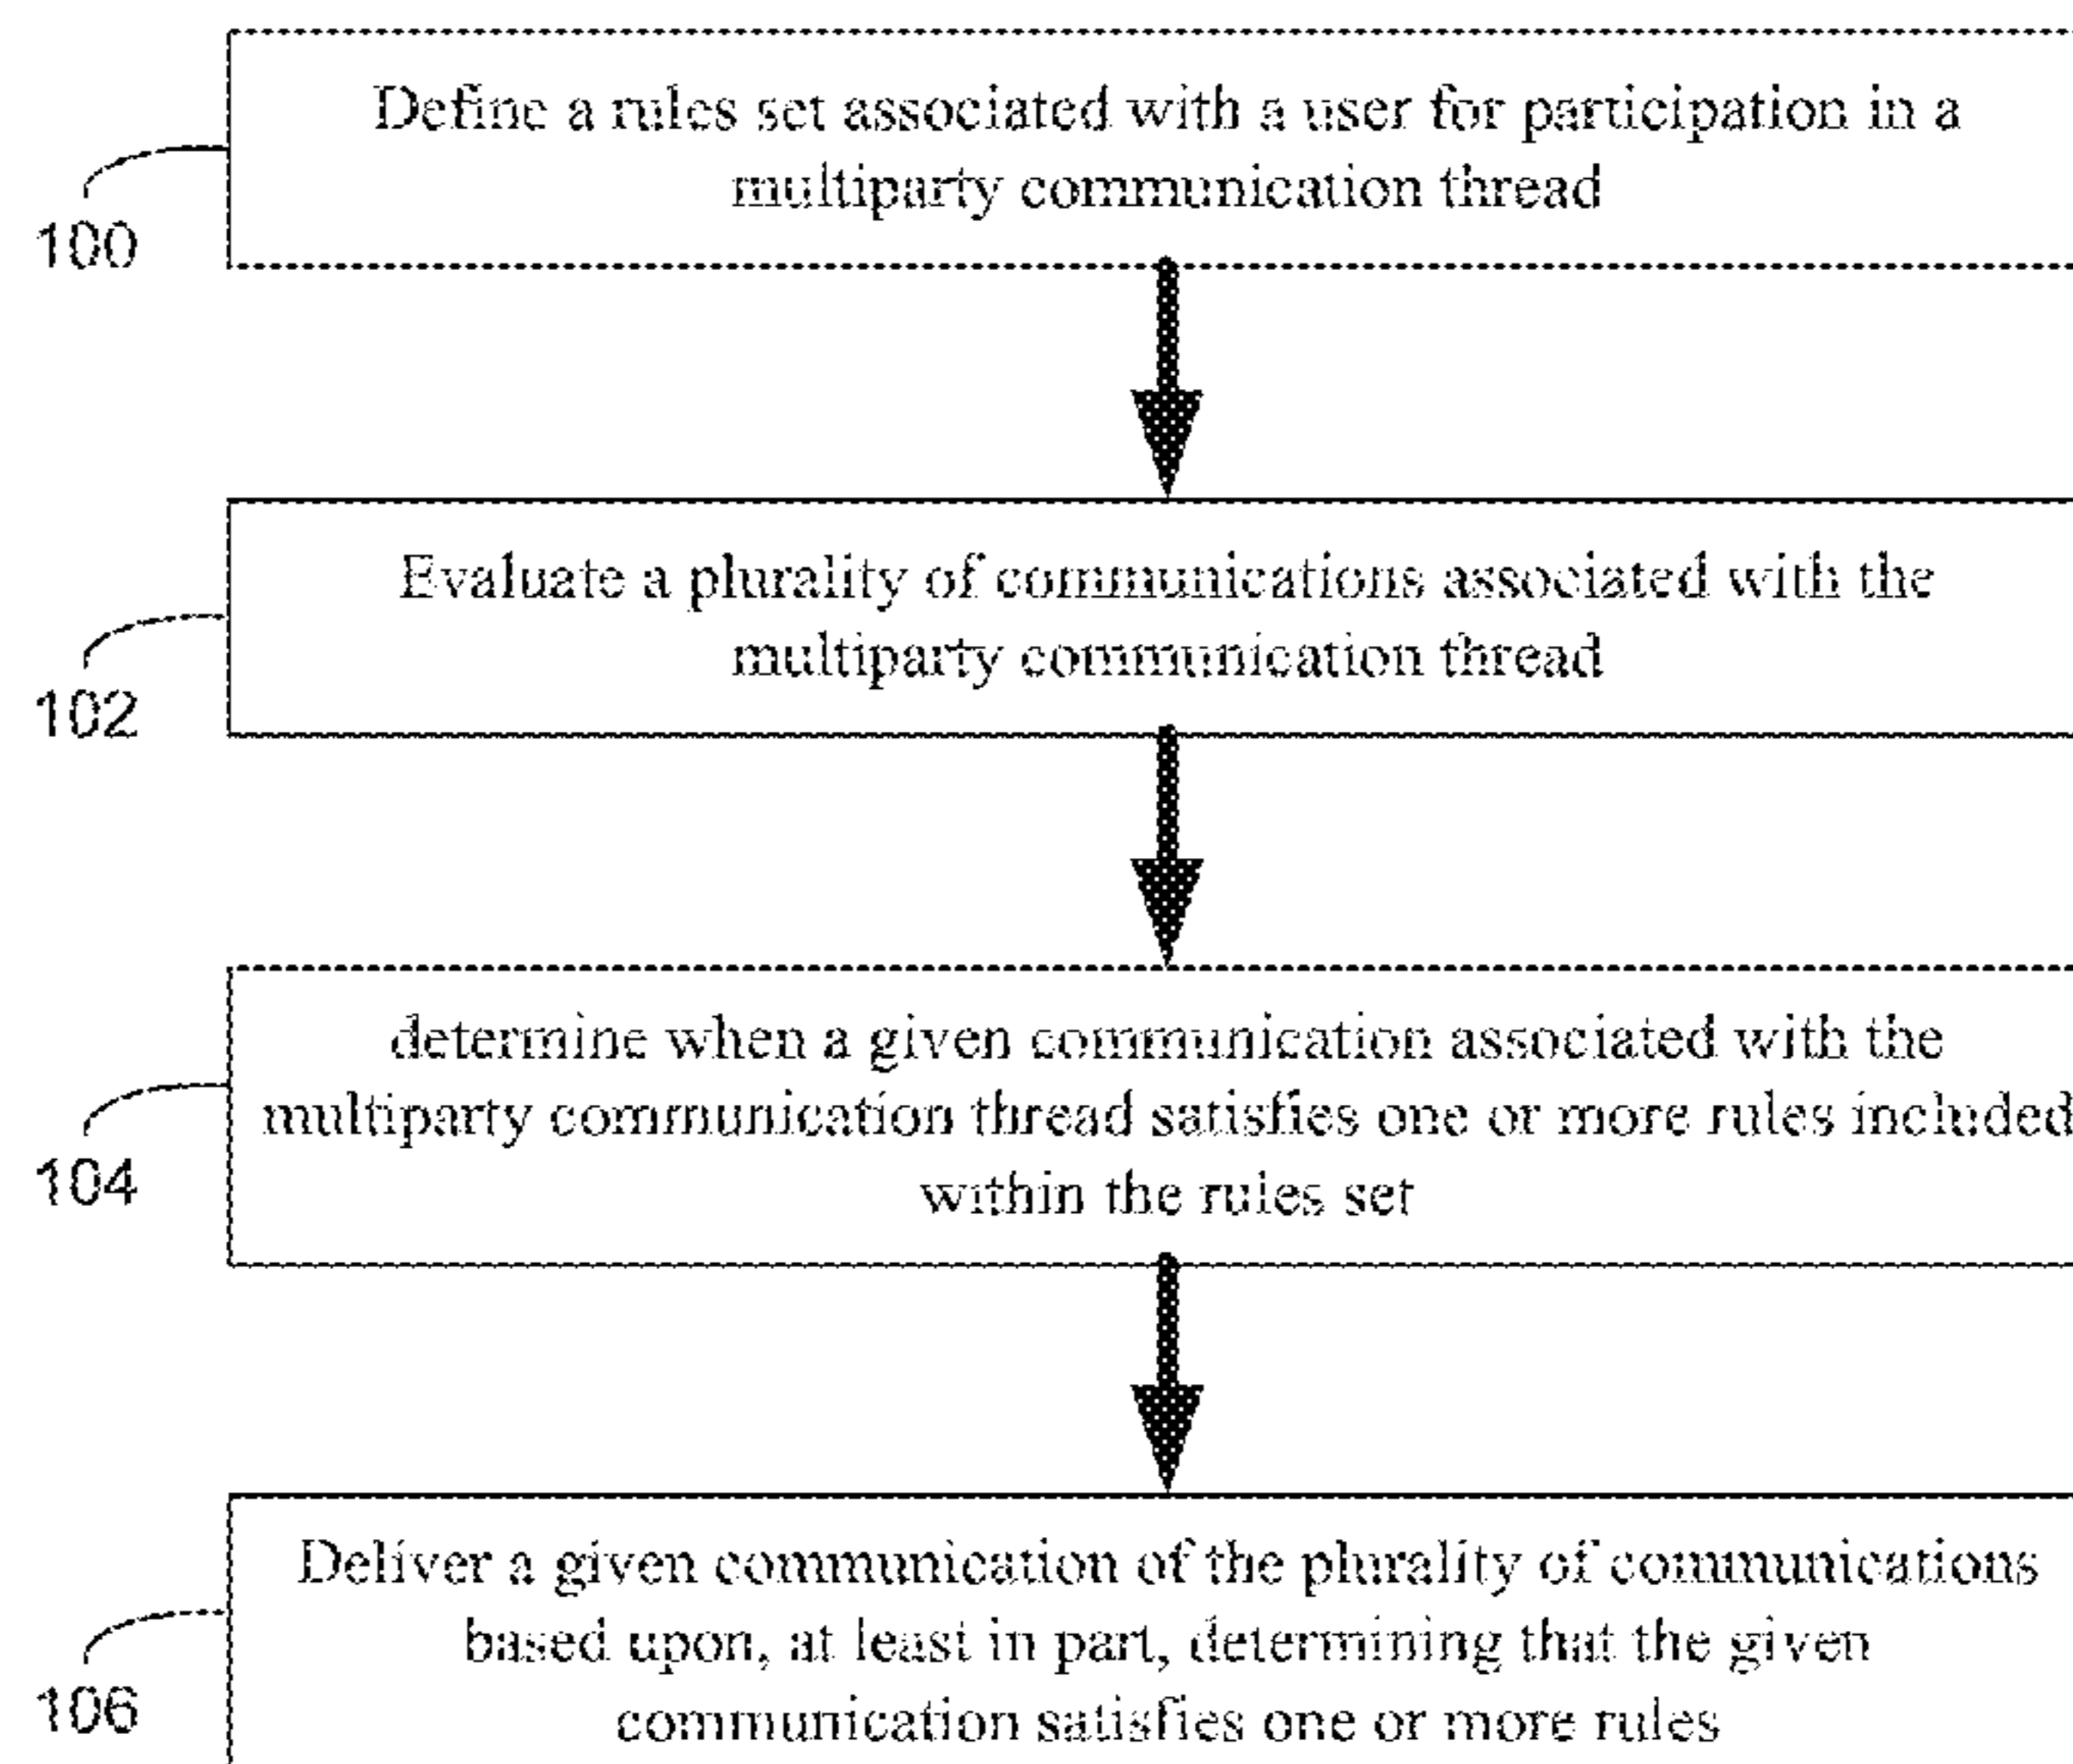 Define a rules set associated with a user for participation in a
multiparty communication thread
100
Evaluate a plurality of communications associated with the
multiparty communication thread
102
determine when a given communication associated with the
multiparty communication thread satisfies one or more rules included
within the rules set
104
Deliver a given communication of the plurality of communications
based upon, at least in part, determining that the given
communication satisfies one or more rules
106